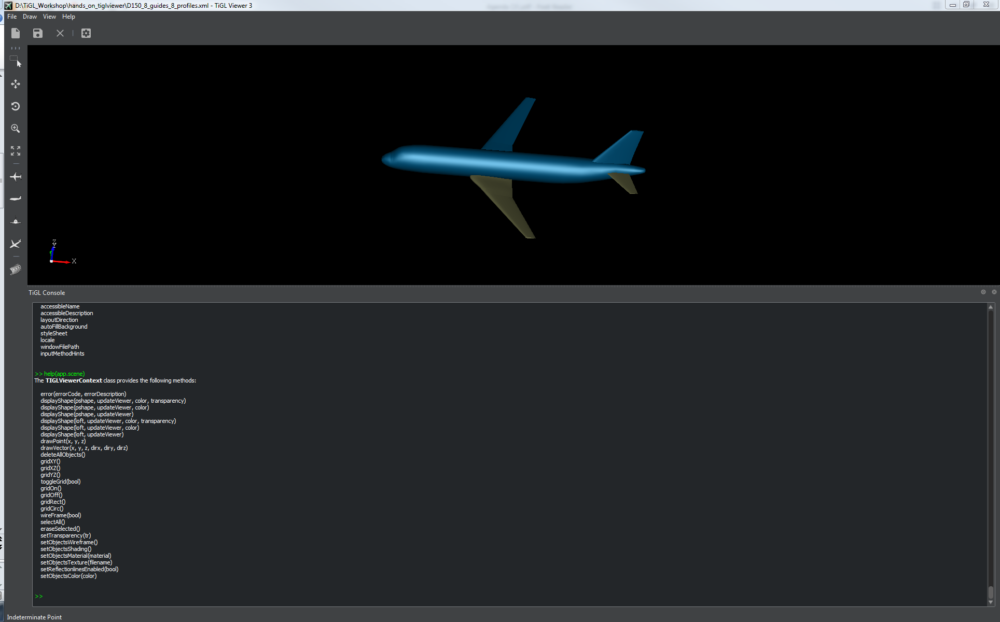 D:\TiGL_Workshop\hands_on_tiglviewer\D150_8_guides_8_profiles.xml - TiGL Viewer 3
File Draw View Help
Z
Y
X
TiGL Console
accessibleName
accessibleDescription
layoutDirection
autoFillBackground
styleSheet
locale
windowFilePath
inputMethodHints
>> help(app.scene)
The TIGLViewerContext class provides the following methods:
error(errorCode, errorDescription)
displayShape(pshape, updateViewer, color, transparency)
displayShape(pshape, updateViewer, color)
displayShape(pshape, updateViewer)
displayShape(loft, updateViewer, color, transparency)
displayShape(loft, updateViewer, color)
displayShape(loft, updateViewer)
drawPoint(x, y, z)
drawVector(x, y, z, dirx, diry, dirz)
deleteAllObjects()
gridXY()
gridXZ()
gridYZ()
toggleGrid(bool)
gridOn()
gridOff()
gridRect()
gridCirc()
wireFrame(bool)
selectAll()
eraseSelected()
setTransparency(tr)
setObjectsWireframe()
setObjectsShading()
setObjectsMaterial(material)
setObjectsTexture(filename)
setReflectionlinesEnabled(bool)
setObjectsColor(color)
>>
Indeterminate Point